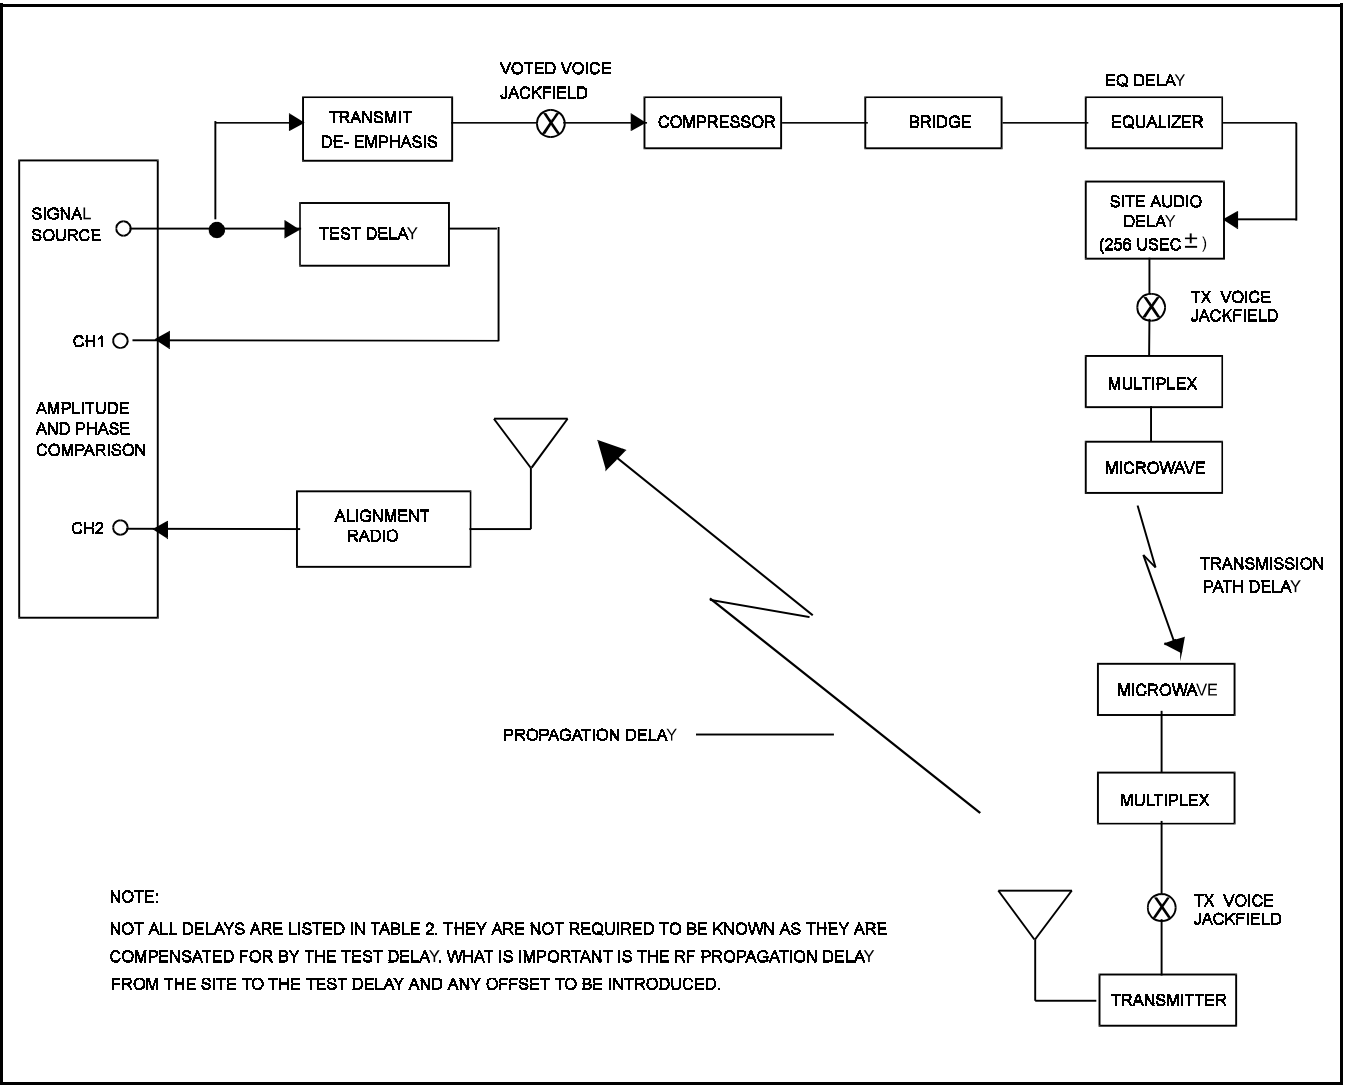 VOTED VOICE
JACKFIELD
EQ DELAY
TRANSMIT
DE- EMPHASIS
COMPRESSOR
BRIDGE
EQUALIZER
SIGNAL
SOURCE
TEST DELAY
SITE AUDIO
DELAY
(256 USEC ± )
TX VOICE
JACKFIELD
CH1
MULTIPLEX
AMPLITUDE
AND PHASE
COMPARISON
MICROWAVE
CH2
ALIGNMENT
RADIO
TRANSMISSION
PATH DELAY
MICROWAVE
PROPAGATION DELAY
MULTIPLEX
TX VOICE
JACKFIELD
NOTE:
NOT ALL DELAYS ARE LISTED IN TABLE 2. THEY ARE NOT REQUIRED TO BE KNOWN AS THEY ARE
COMPENSATED FOR BY THE TEST DELAY. WHAT IS IMPORTANT IS THE RF PROPAGATION DELAY
FROM THE SITE TO THE TEST DELAY AND ANY OFFSET TO BE INTRODUCED.
TRANSMITTER